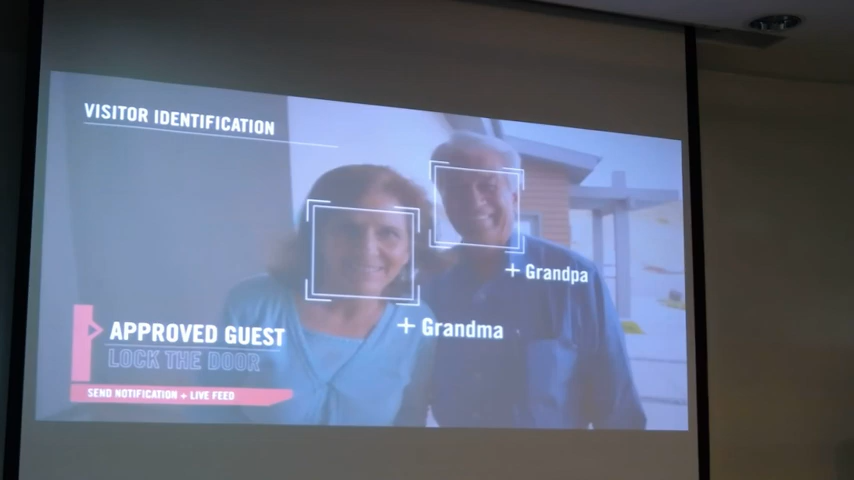 VISITOR IDENTIFICATION
+ Grandpa
+ Grandma
APPROVED GUEST
LOCK THE DOOR
SEND NOTIFICATION + LIVE FEED